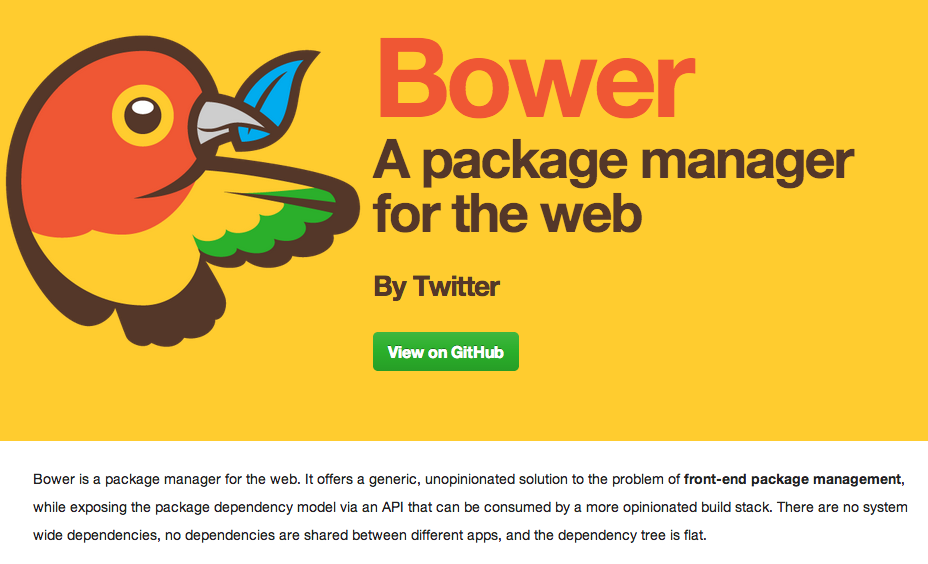 Bower
A package manager
for the web
By Twitter
View on GitHub
Bower is a package manager for the web. It offers a generic, unopinionated solution to the problem of front-end package management,
while exposing the package dependency model via an API that can be consumed by a more opinionated build stack. There are no system
wide dependencies, no dependencies are shared between different apps, and the dependency tree is flat.